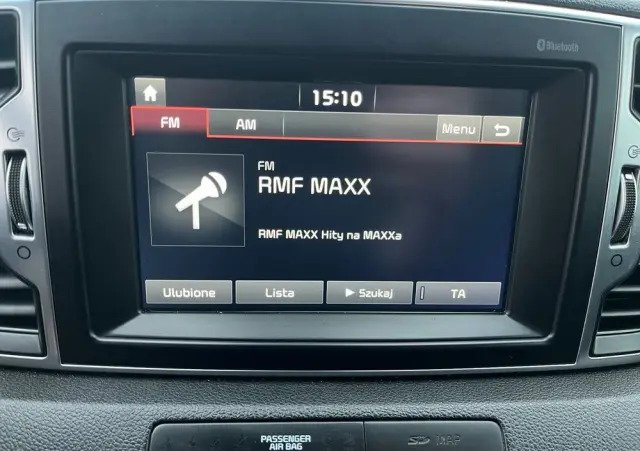 Bluetooth
15:10
FM
AM
Menu
FM
RMF MAXX
RMF MAXX Hity na MAXXa
Ulubione
Lista
Szukaj
TA
PASSENGER
AIR BAG
SD MAP